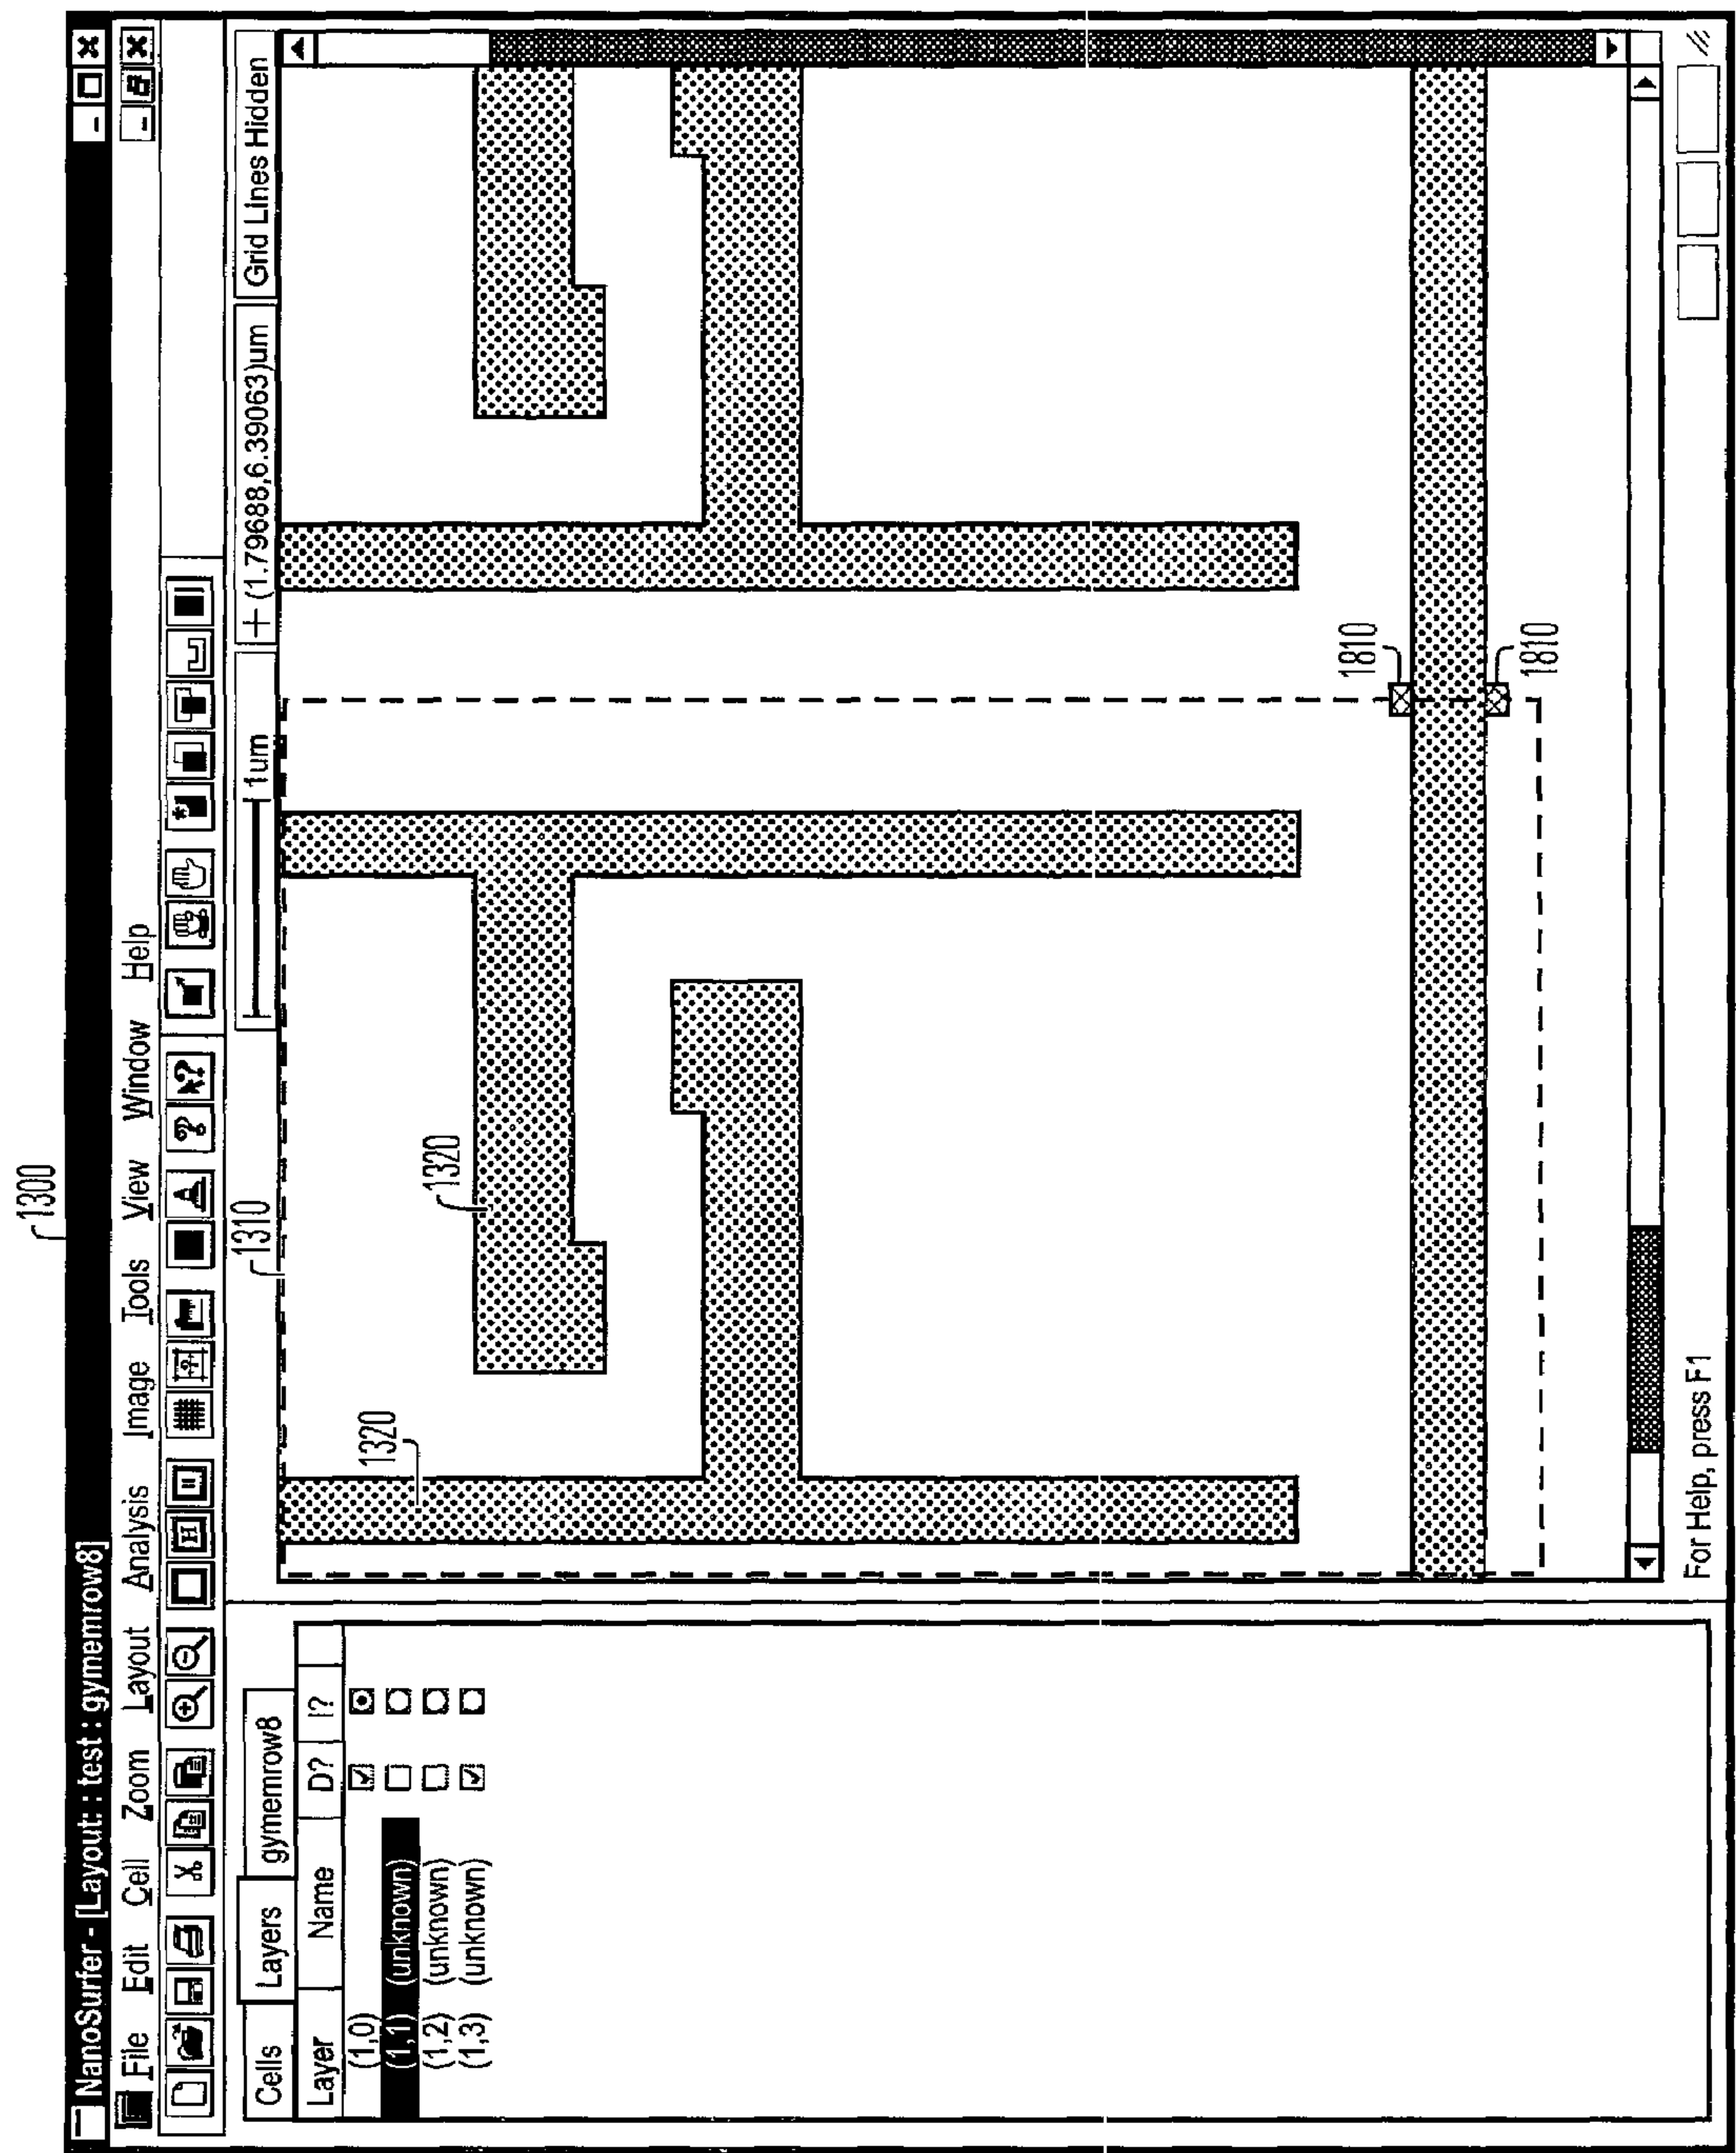 1300
NanoSurfer - [Layout: : test : gymemrow8]
File Edit Cell Zoom Layout Analysis Image Tools View Window Help
1310
1um
+ (1.79688,6.39063)um
Grid Lines Hidden
Cells Layers gymemrow8
Layer Name D? I?
(1,0)
(1,1) (unknown)
(1,2) (unknown)
(1,3) (unknown)
1320
1320
1810
1810
For Help, press F1